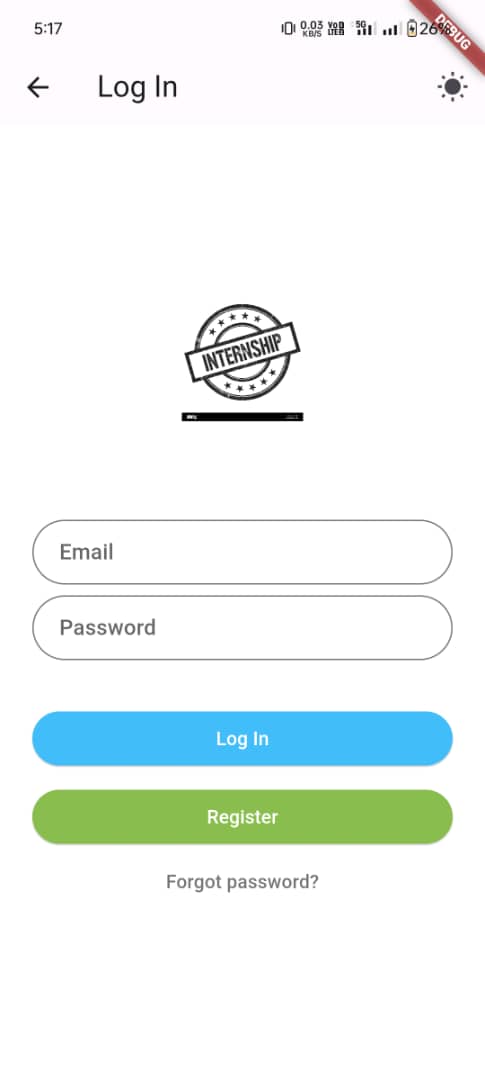 5:17
0.03 KB/S VoD LTE 5G 26%
DEBUG
Log In
INTERNSHIP
Email
Password
Log In
Register
Forgot password?